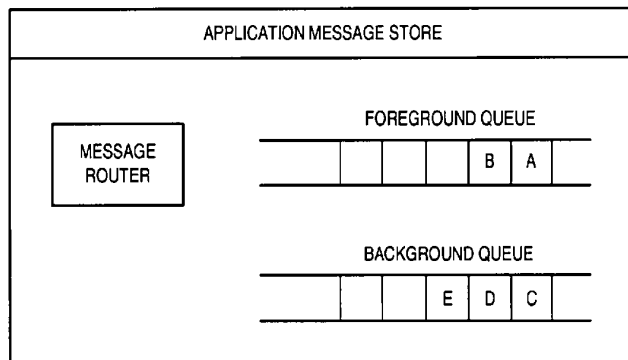 APPLICATION MESSAGE STORE
MESSAGE
ROUTER
FOREGROUND QUEUE
B A
BACKGROUND QUEUE
E D C